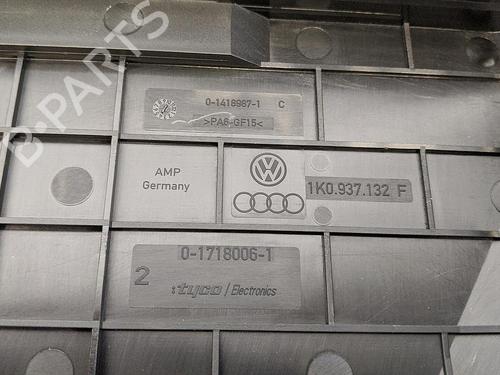 0-1418987-1 C
>PA6-GF15<
AMP
Germany
1K0.937.132 F
0-1718006-1
2
tyco / Electronics
B-PARTS